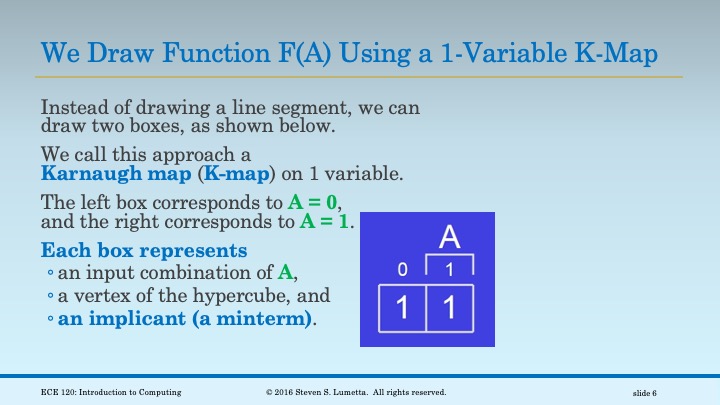 We Draw Function F(A) Using a 1-Variable K-Map
Instead of drawing a line segment, we can
draw two boxes, as shown below.
We call this approach a
Karnaugh map (K-map) on 1 variable.
The left box corresponds to A = 0,
and the right corresponds to A = 1.
Each box represents
◦ an input combination of A,
◦ a vertex of the hypercube, and
◦ an implicant (a minterm).
A
0 1
1 1
ECE 120: Introduction to Computing © 2016 Steven S. Lumetta. All rights reserved. slide 6